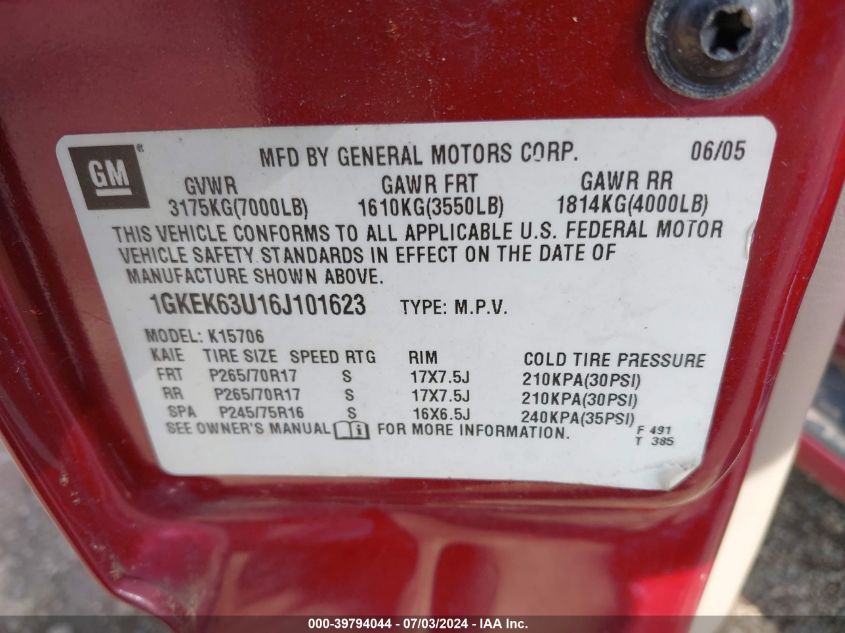 GM ® MFD BY GENERAL MOTORS CORP. 06/05
GVWR GAWR FRT GAWR RR
3175KG(7000LB) 1610KG(3550LB) 1814KG(4000LB)
THIS VEHICLE CONFORMS TO ALL APPLICABLE U.S. FEDERAL MOTOR
VEHICLE SAFETY STANDARDS IN EFFECT ON THE DATE OF
MANUFACTURE SHOWN ABOVE.
1GKEK63U16J101623 TYPE: M.P.V.
MODEL: K15706
KAIE TIRE SIZE SPEED RTG RIM COLD TIRE PRESSURE
FRT P265/70R17 S 17X7.5J 210KPA(30PSI)
RR P265/70R17 S 17X7.5J 210KPA(30PSI)
SPA P245/75R16 S 16X6.5J 240KPA(35PSI)
SEE OWNER'S MANUAL FOR MORE INFORMATION. F 491
T 385
000-39794044 / 07/03/2024 - IAA Inc.